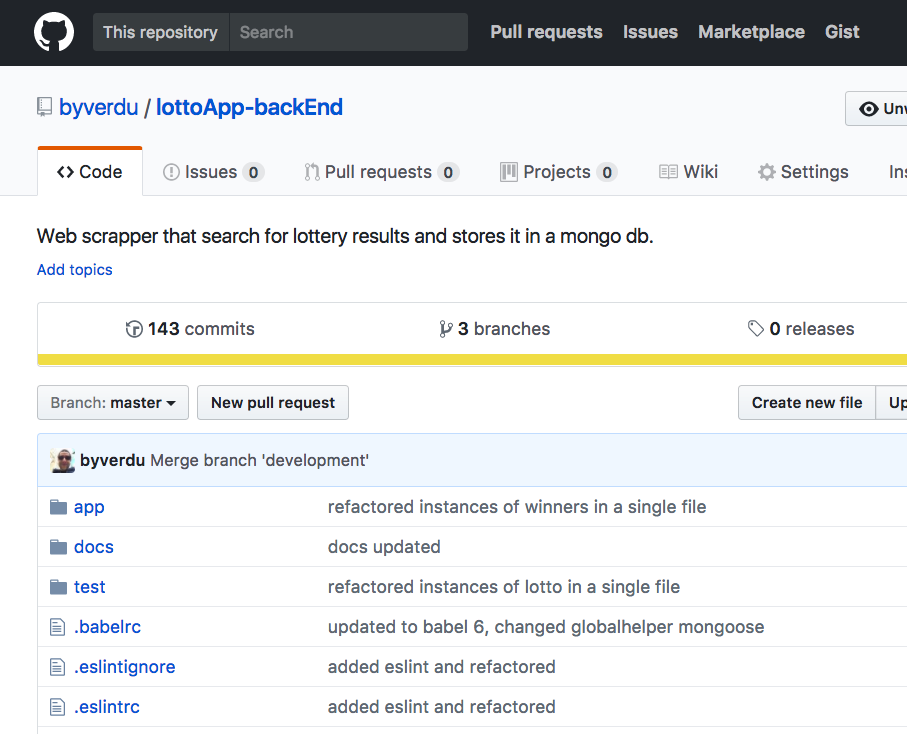 This repository Search Pull requests Issues Marketplace Gist
byverdu / lottoApp-backEnd
Code Issues 0 Pull requests 0 Projects 0 Wiki Settings
Web scrapper that search for lottery results and stores it in a mongo db.
Add topics
143 commits 3 branches 0 releases
Branch: master New pull request Create new file
byverdu Merge branch 'development'
app refactored instances of winners in a single file
docs docs updated
test refactored instances of lotto in a single file
.babelrc updated to babel 6, changed globalhelper mongoose
.eslintignore added eslint and refactored
.eslintrc added eslint and refactored